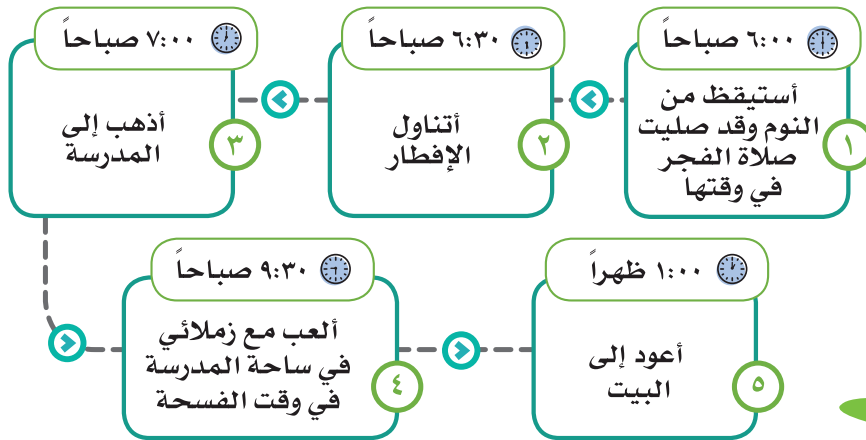 ٦:٠٠ صباحاً
أستيقظ من
النوم وقد صليت
صلاة الفجر
في وقتها
١
٦:٣٠ صباحاً
أتناول
الإفطار
٢
٧:٠٠ صباحاً
أذهب إلى
المدرسة
٣
٩:٣٠ صباحاً
ألعب مع زملائي
في ساحة المدرسة
في وقت الفسحة
٤
١:٠٠ ظهراً
أعود إلى
البيت
٥